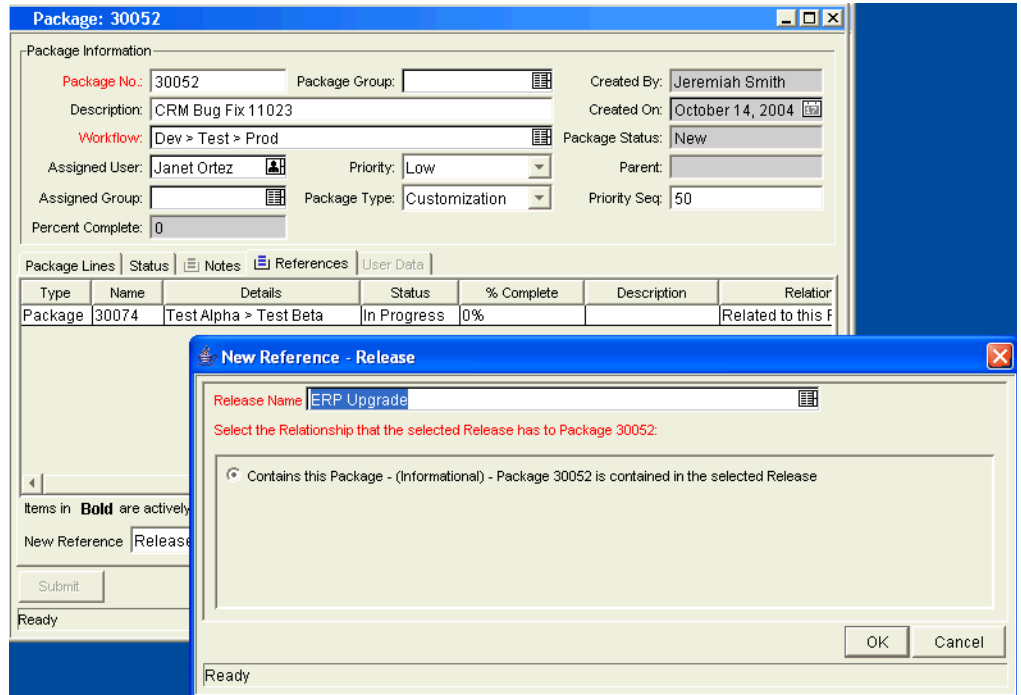 Package: 30052
Package Information
Package No.: 30052 Package Group: Created By: Jeremiah Smith
Description: CRM Bug Fix 11023 Created On: October 14, 2004
Workflow: Dev > Test > Prod Package Status: New
Assigned User: Janet Ortez Priority: Low Parent:
Assigned Group: Package Type: Customization Priority Seq: 50
Percent Complete: 0
Package Lines Status Notes References User Data
Type Name Details Status % Complete Description Relation
Package 30074 Test Alpha > Test Beta In Progress 0% Related to this P
New Reference - Release
Release Name ERP Upgrade
Select the Relationship that the selected Release has to Package 30052:
Contains this Package - (Informational) - Package 30052 is contained in the selected Release
Items in Bold are actively
New Reference Release
Submit
OK Cancel
Ready
Ready